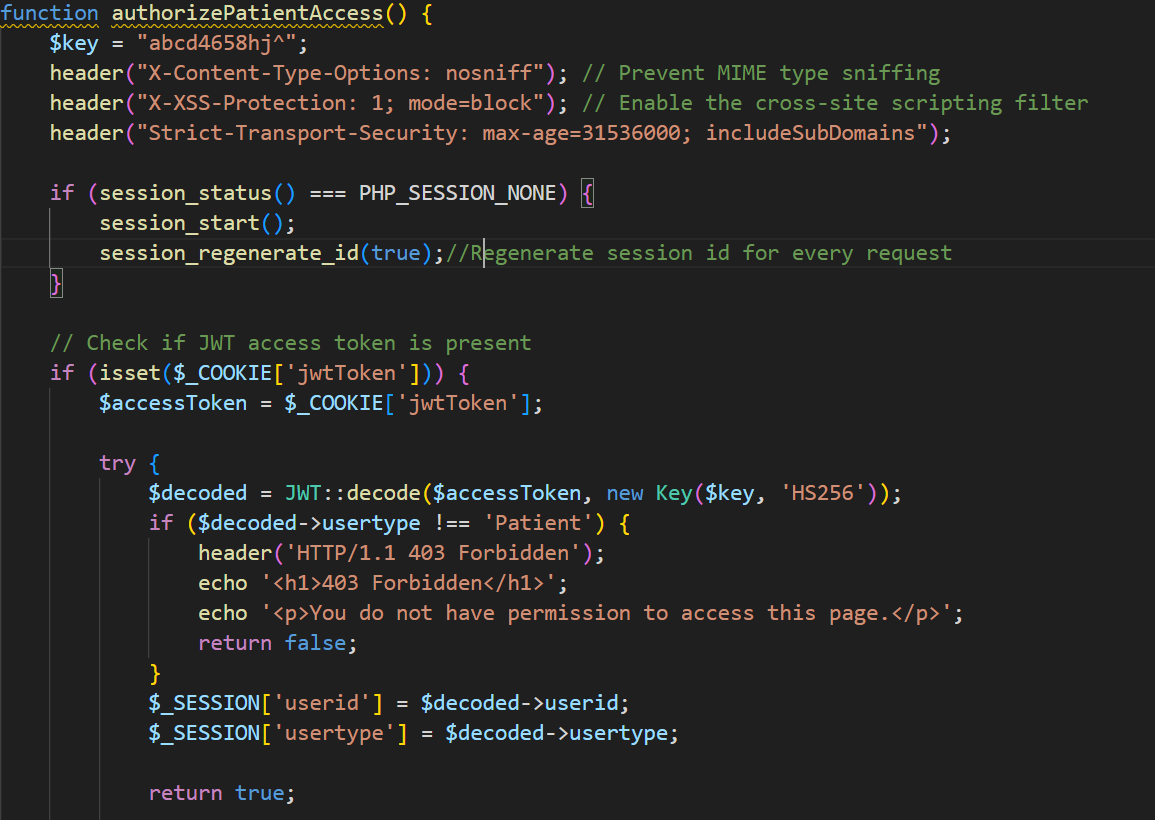 function authorizePatientAccess() {
$key = "abcd4658hj^";
header("X-Content-Type-Options: nosniff"); // Prevent MIME type sniffing
header("X-XSS-Protection: 1; mode=block"); // Enable the cross-site scripting filter
header("Strict-Transport-Security: max-age=31536000; includeSubDomains");
if (session_status() === PHP_SESSION_NONE) {
session_start();
session_regenerate_id(true);//Regenerate session id for every request
}
// Check if JWT access token is present
if (isset($_COOKIE['jwtToken'])) {
$accessToken = $_COOKIE['jwtToken'];
try {
$decoded = JWT::decode($accessToken, new Key($key, 'HS256'));
if ($decoded->usertype !== 'Patient') {
header('HTTP/1.1 403 Forbidden');
echo '<h1>403 Forbidden</h1>';
echo '<p>You do not have permission to access this page.</p>';
return false;
}
$_SESSION['userid'] = $decoded->userid;
$_SESSION['usertype'] = $decoded->usertype;
return true;